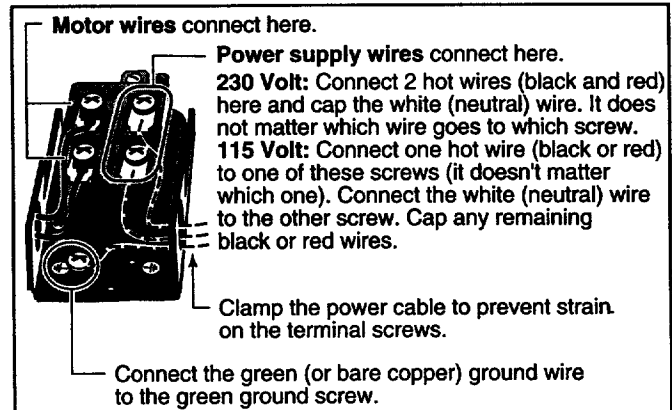 Motor wires connect here.
Power supply wires connect here.
230 Volt: Connect 2 hot wires (black and red)
here and cap the white (neutral) wire. It does
not matter which wire goes to which screw.
115 Volt: Connect one hot wire (black or red)
to one of these screws (it doesn't matter
which one). Connect the white (neutral) wire
to the other screw. Cap any remaining
black or red wires.
Clamp the power cable to prevent strain
on the terminal screws.
Connect the green (or bare copper) ground wire
to the green ground screw.